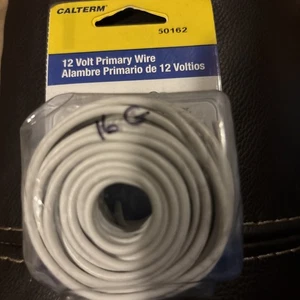 CALTERM®
50162
12 Volt Primary Wire
Alambre Primario de 12 Voltios
16 G